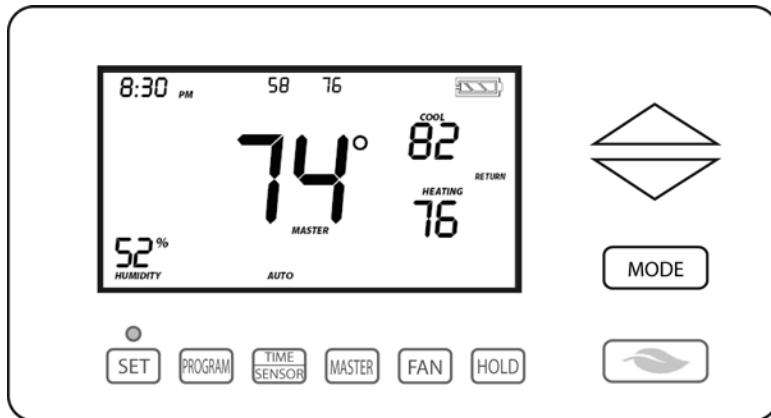 8:30 PM 58 76
COOL
82
74°
RETURN
HEATING
76
MASTER
52%
HUMIDITY
AUTO
MODE
SET
PROGRAM
TIME
SENSOR
MASTER
FAN
HOLD